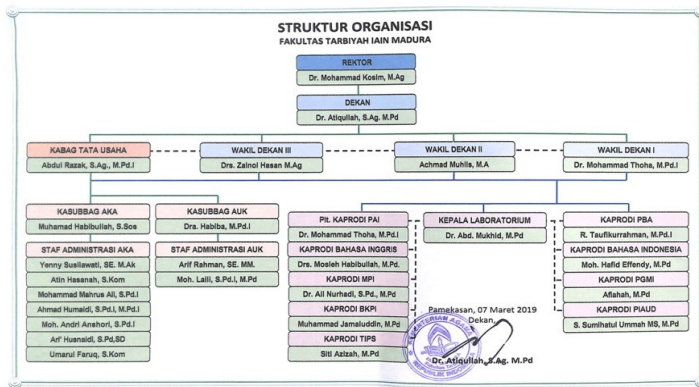 STRUKTUR ORGANISASI
FAKULTAS TARBIYAH IAIN MADURA
REKTOR
Dr. Mohammad Kosim, M.Ag
DEKAN
Dr. Atiqullah, S.Ag. M.Pd
KABAG TATA USAHA
Abdul Razak, S.Ag., M.Pd.I
WAKIL DEKAN III
Drs. Zainol Hasan M.Ag
WAKIL DEKAN II
Achmad Muhlis, M.A
WAKIL DEKAN I
Dr. Mohammad Thoha, M.Pd.I
KASUBBAG AKA
Muhamad Habibullah, S.Sos
KASUBBAG AUK
Dra. Habiba, M.Pd.I
STAF ADMINISTRASI AKA
Yenny Susilawati, SE. M.Ak
Atin Hasanah, S.Kom
Mohammad Mahrus Ali, S.Pd.I
Ahmad Humaidi, S.Pd.I, M.Pd.I
Moh. Andri Anshori, S.Pd.I
Ari' Husnaidi, S.Pd,SD
Umarul Faruq, S.Kom
STAF ADMINISTRASI AUK
Arif Rahman, SE. MM.
Moh. Laili, S.Pd.I, M.Pd
Plt. KAPRODI PAI
Dr. Mohammad Thoha, M.Pd.I
KAPRODI BAHASA INGGRIS
Drs. Mosleh Habibullah, M.Pd.
KAPRODI MPI
Dr. Ali Nurhadi, S.Pd., M.Pd
KAPRODI BKPI
Muhammad Jamaluddin, M.Pd
KAPRODI TIPS
Siti Azizah, M.Pd
KEPALA LABORATORIUM
Dr. Abd. Mukhid, M.Pd
KAPRODI PBA
R. Taufikurrahman, M.Pd.I
KAPRODI BAHASA INDONESIA
Moh. Hafid Effendy, M.Pd
KAPRODI PGMI
Aflahah, M.Pd
KAPRODI PIAUD
S. Sumihatul Ummah MS, M.Pd
Pamekasan, 07 Maret 2019
Dekan,
KEMENTERIAN AGAMA
REPUBLIK INDONESIA
Dr. Atiqullah, S.Ag. M.Pd